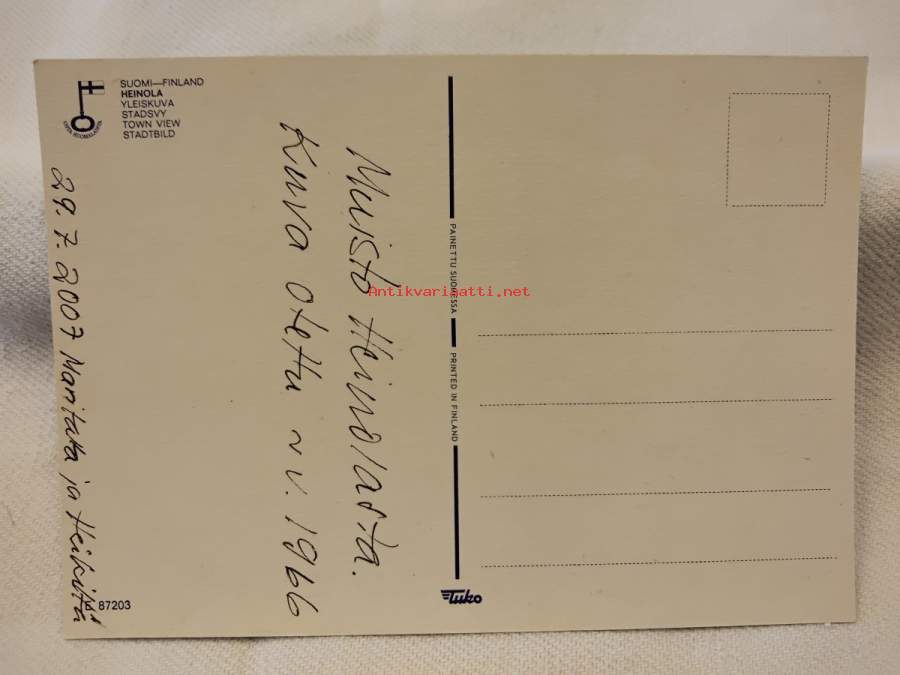 SUOMI—FINLAND
HEINOLA
YLEISKUVA
STADSVY
TOWN VIEW
STADTBILD
Muisto Heinolasta.
Kuva otettu ~ v. 1966
29.7.2007 Maritata ja Heikiltä
PAINETTU SUOMESSA
PRINTED IN FINLAND
Antikvariaatti.net
E 87203
Tuko